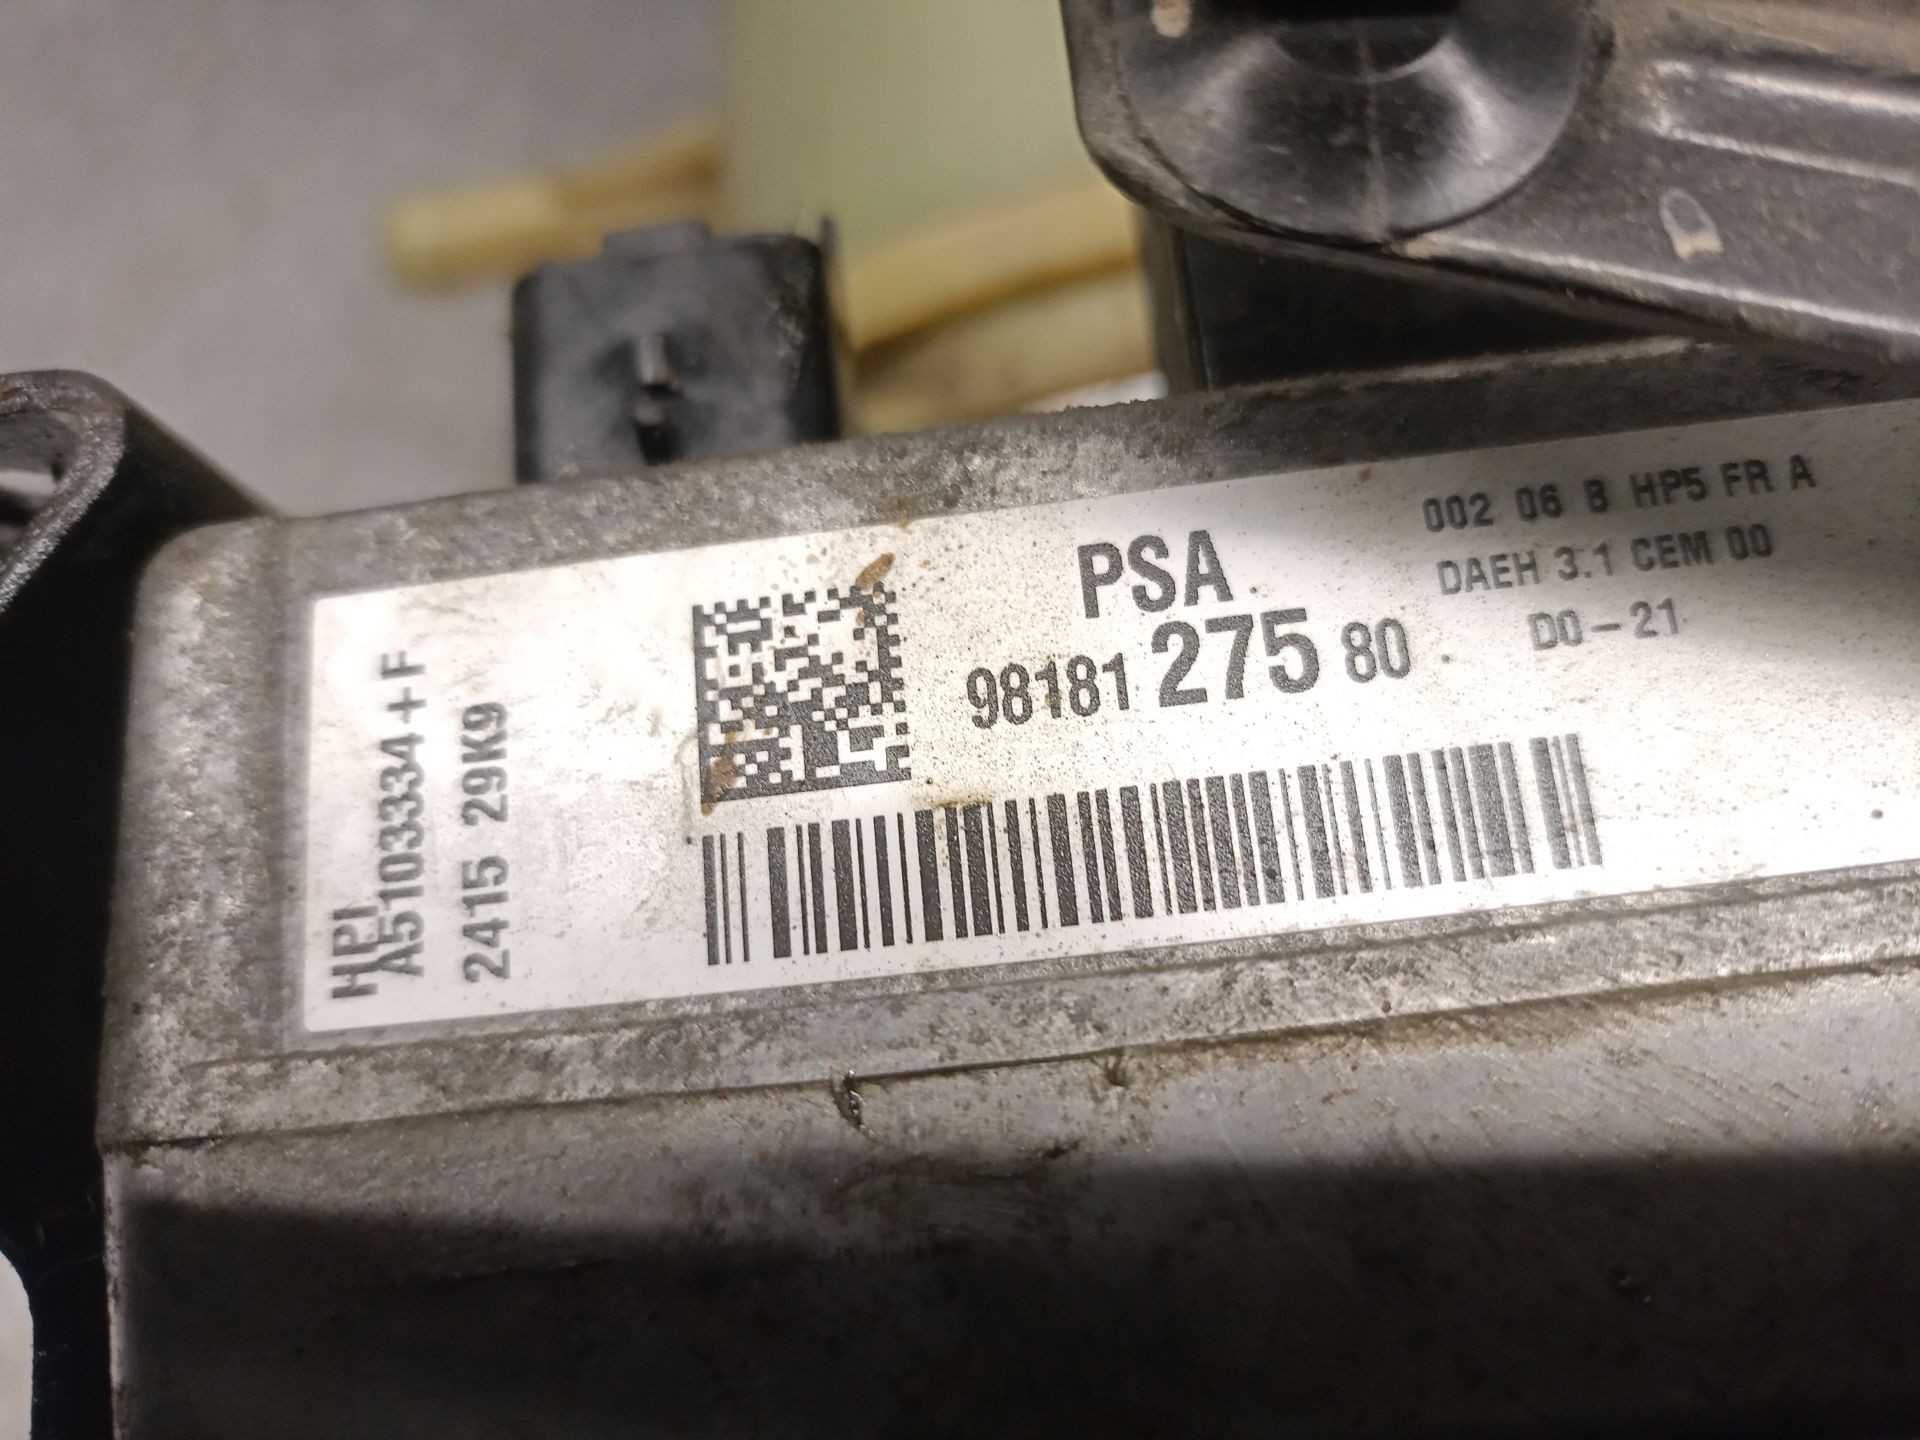 HPI
A5103334+F
2415 29K9
PSA
98181 275 80
002 06 B HP5 FR A
DAEH 3.1 CEM 00
D0-21